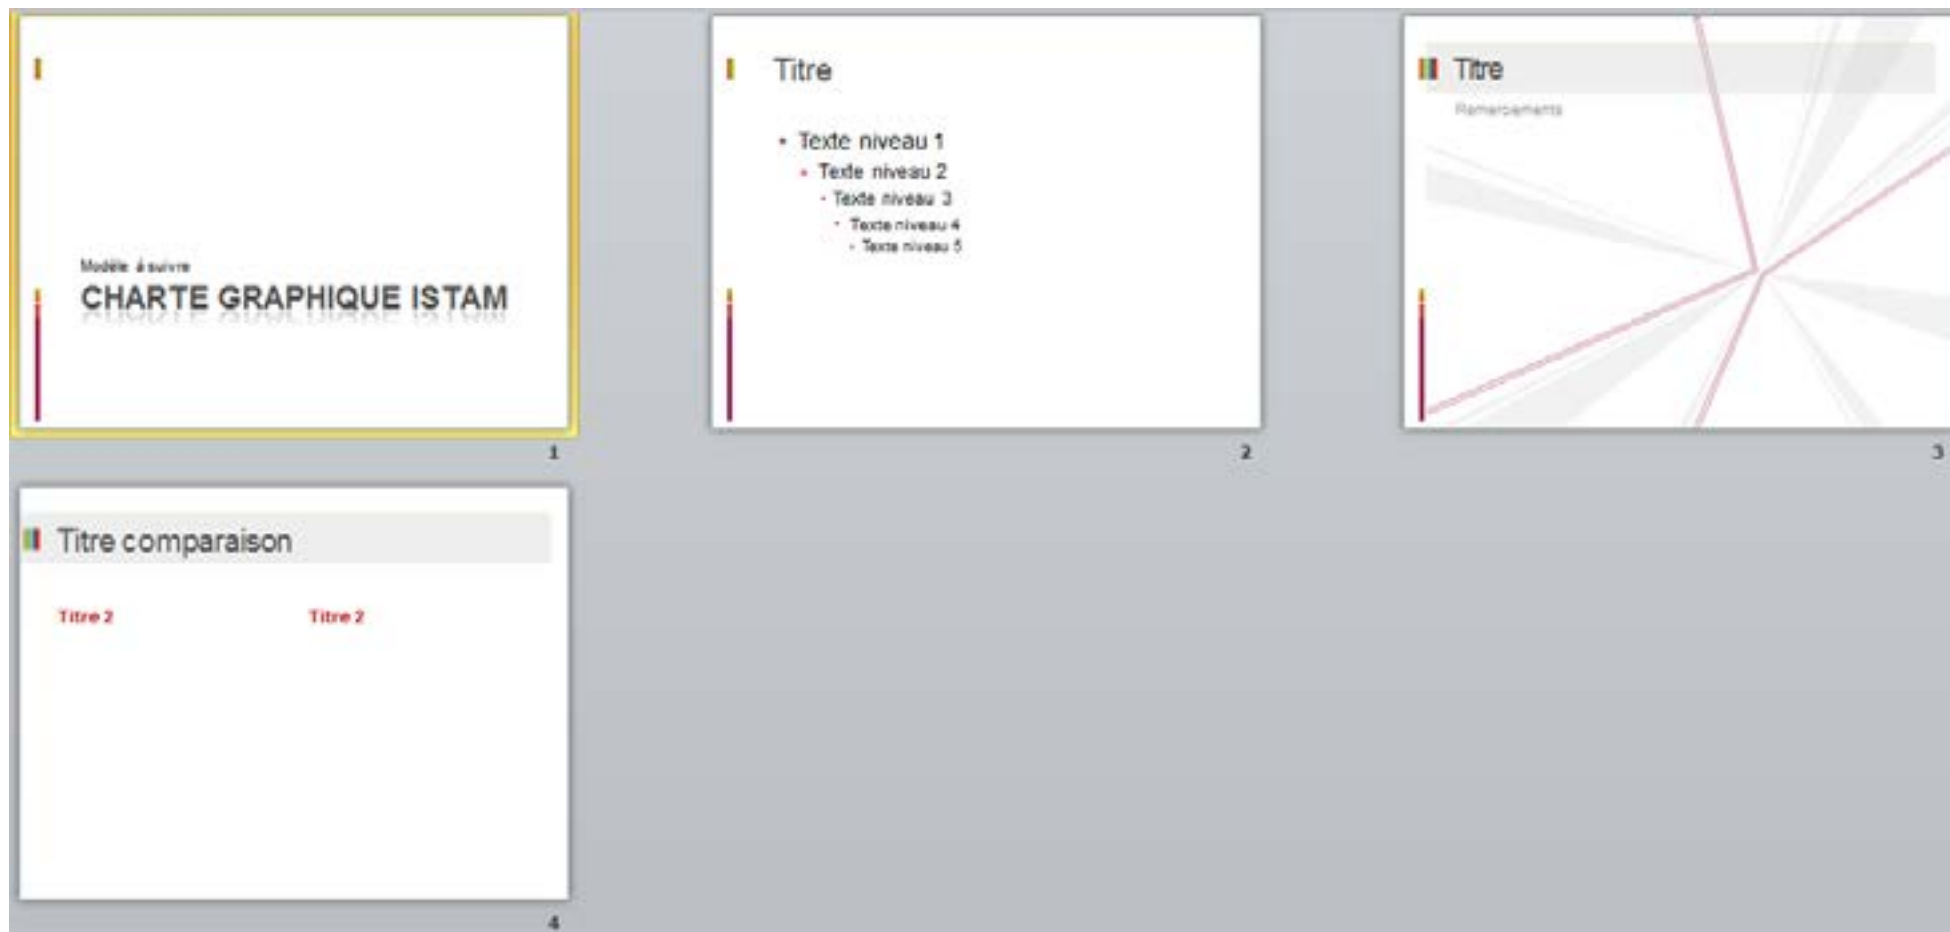 Modèle à suivre
CHARTE GRAPHIQUE ISTAM
1
Titre
• Texte niveau 1
• Texte niveau 2
• Texte niveau 3
• Texte niveau 4
• Texte niveau 5
2
Titre
Remerciements
3
Titre comparaison
Titre 2
Titre 2
4